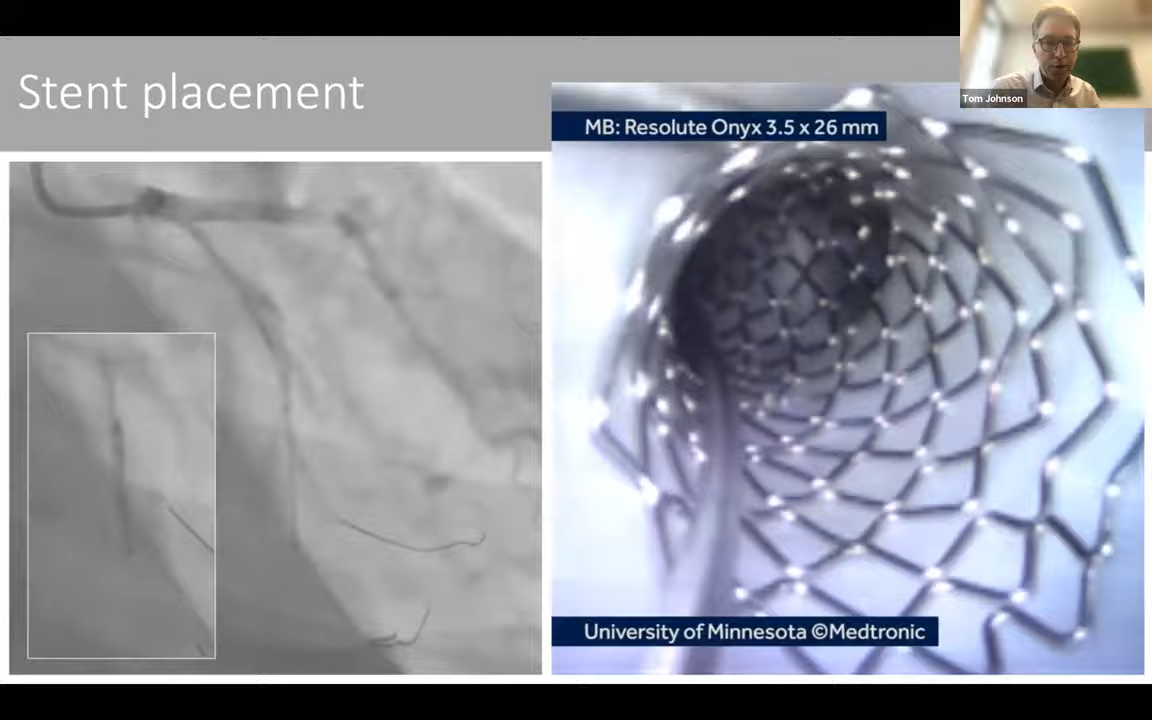 Stent placement
Tom Johnson
MB: Resolute Onyx 3.5 x 26 mm
University of Minnesota ©Medtronic